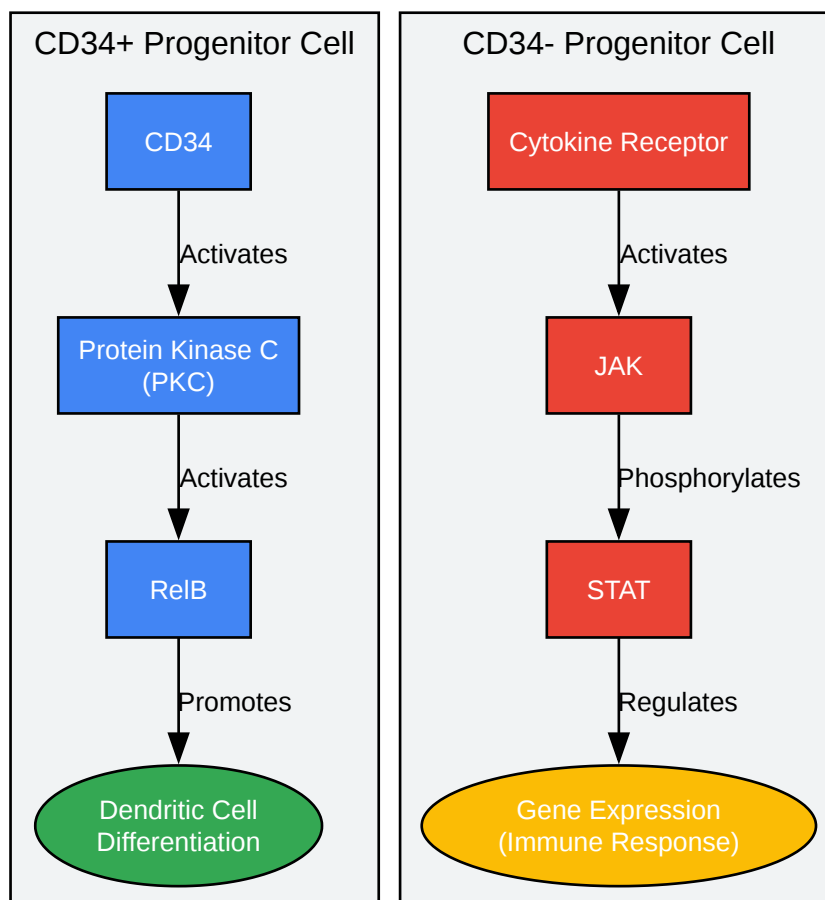 CD34+ Progenitor Cell
CD34
Activates
Protein Kinase C
(PKC)
Activates
RelB
Promotes
Dendritic Cell
Differentiation
CD34- Progenitor Cell
Cytokine Receptor
Activates
JAK
Phosphorylates
STAT
Regulates
Gene Expression
(Immune Response)